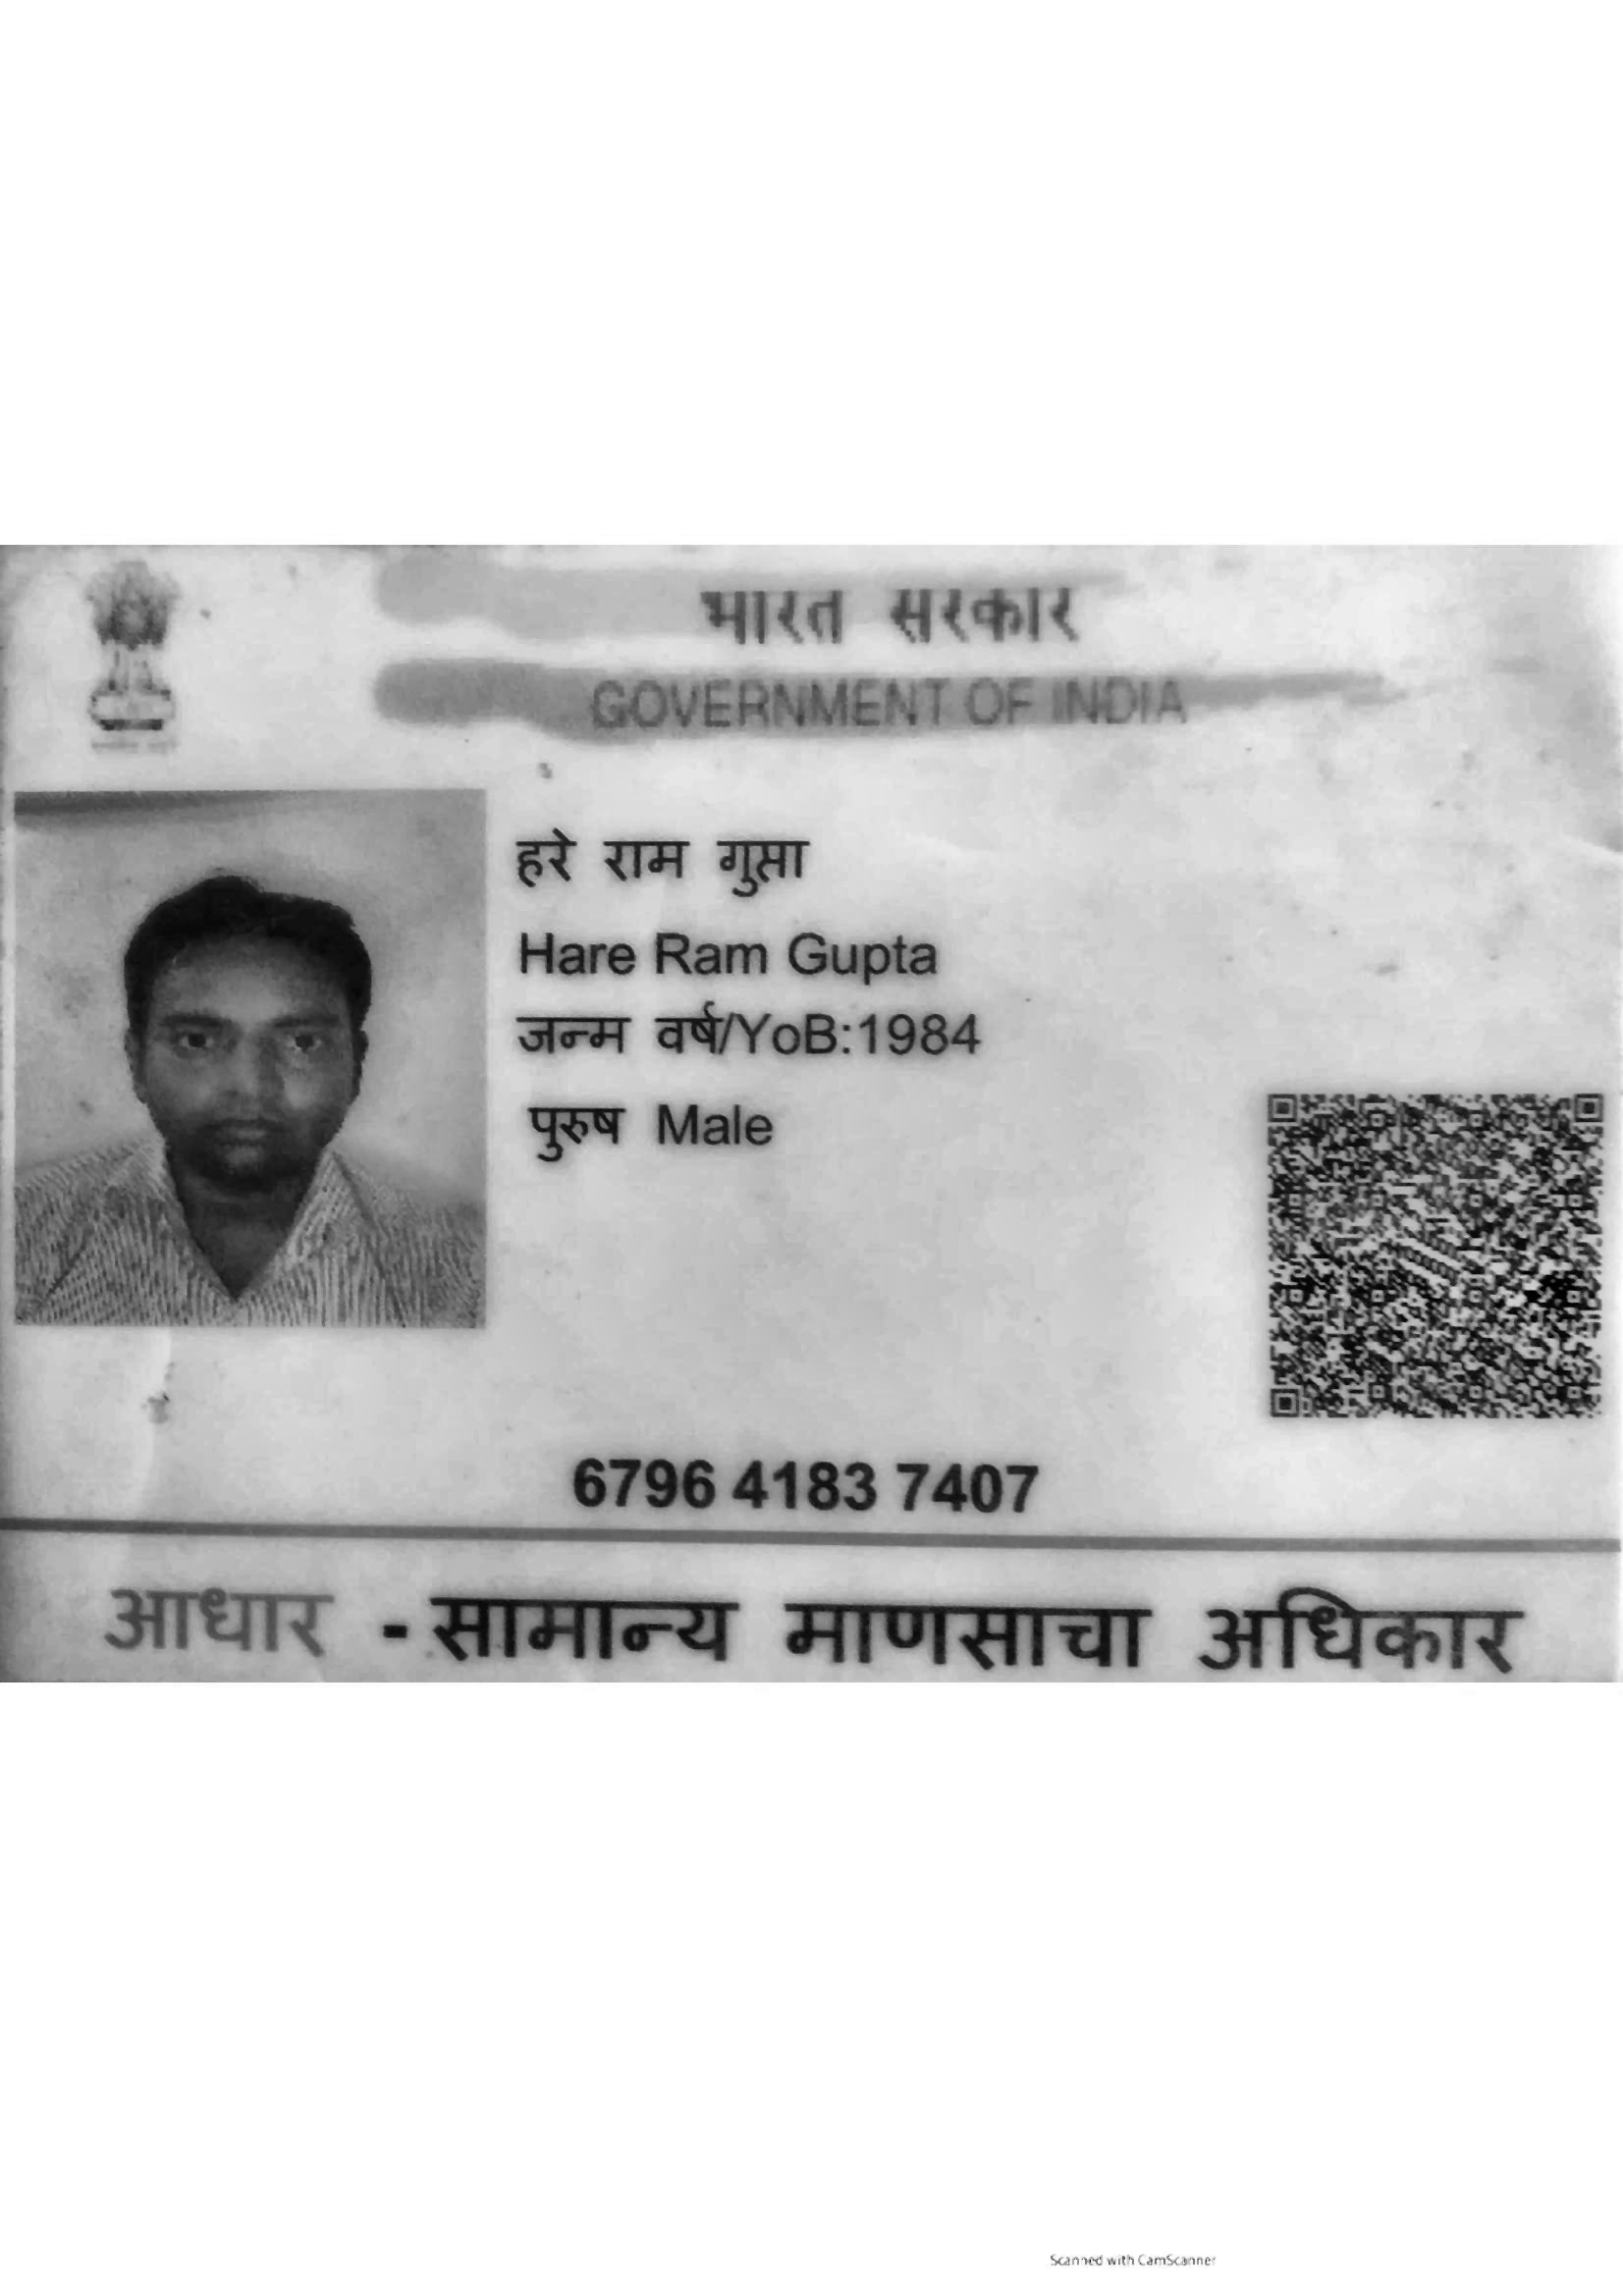 भारत सरकार
GOVERNMENT OF INDIA
हरे राम गुप्ता
Hare Ram Gupta
जन्म वर्ष/YoB:1984
पुरुष Male
6796 4183 7407
आधार - सामान्य माणसाचा अधिकार
Scanned with CamScanner